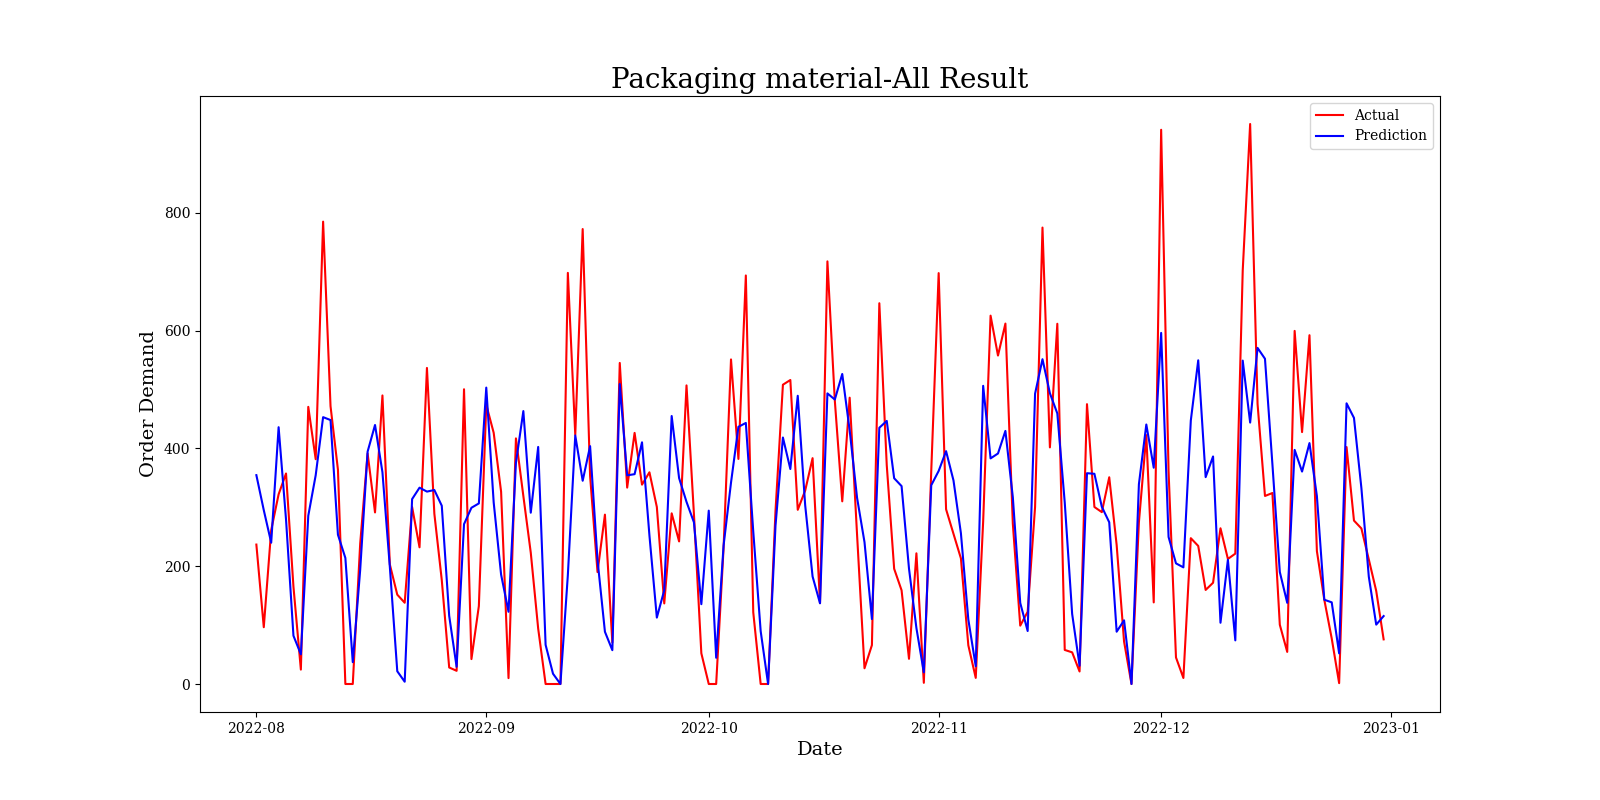 Packaging material-All Result
Actual
Prediction
Order Demand
800
600
400
200
0
2022-08
2022-09
2022-10
2022-11
2022-12
2023-01
Date